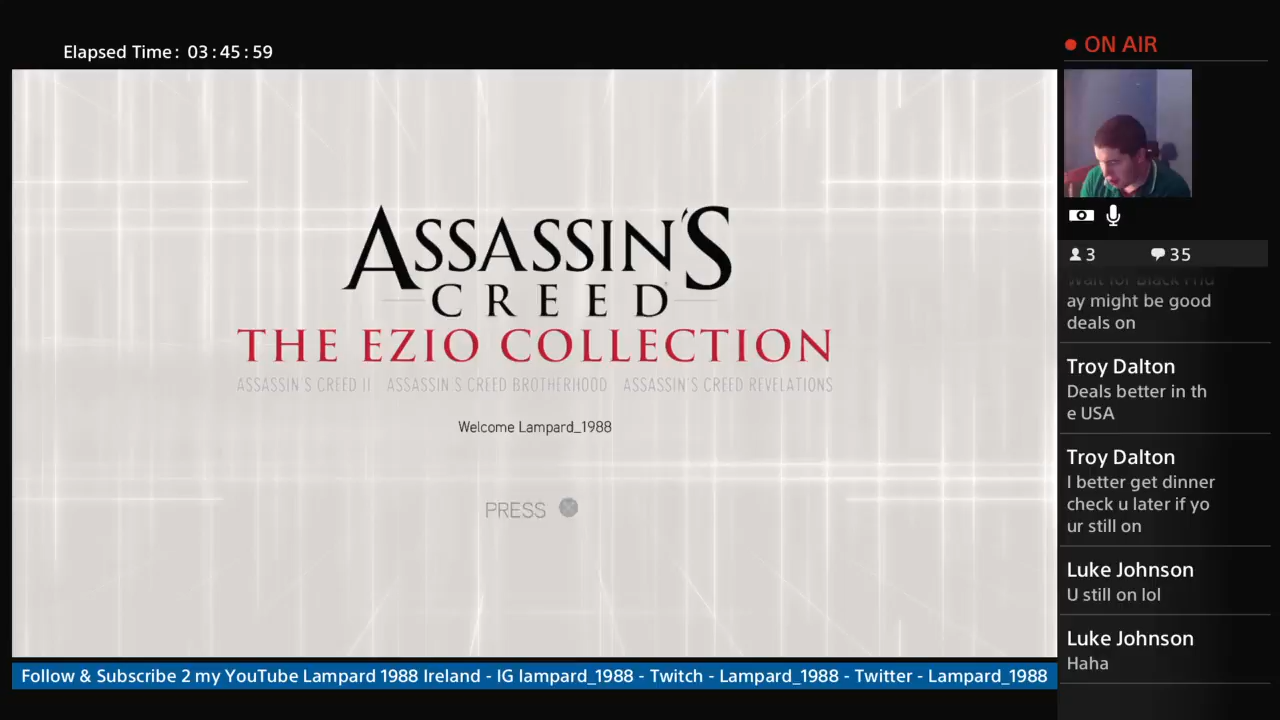 Elapsed Time: 03:45:59
ON AIR
3
35
ASSASSIN'S
CREED
THE EZIO COLLECTION
ASSASSIN'S CREED II ASSASSIN'S CREED BROTHERHOOD ASSASSIN'S CREED REVELATIONS
Welcome Lampard_1988
PRESS
ay might be good
deals on
Troy Dalton
Deals better in th
e USA
Troy Dalton
I better get dinner
check u later if yo
ur still on
Luke Johnson
U still on lol
Luke Johnson
Haha
Follow & Subscribe 2 my YouTube Lampard 1988 Ireland - IG lampard_1988 - Twitch - Lampard_1988 - Twitter - Lampard_1988